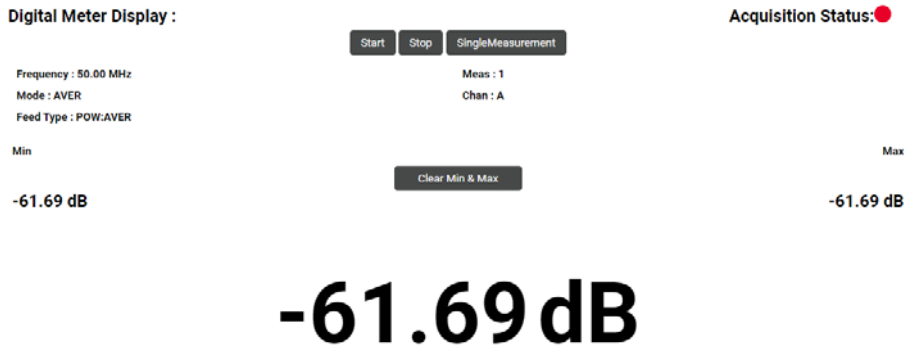 Digital Meter Display :
Acquisition Status:
Start Stop SingleMeasurement
Frequency : 50.00 MHz
Meas : 1
Mode : AVER
Chan : A
Feed Type : POW:AVER
Min
Max
Clear Min & Max
-61.69 dB
-61.69 dB
-61.69 dB